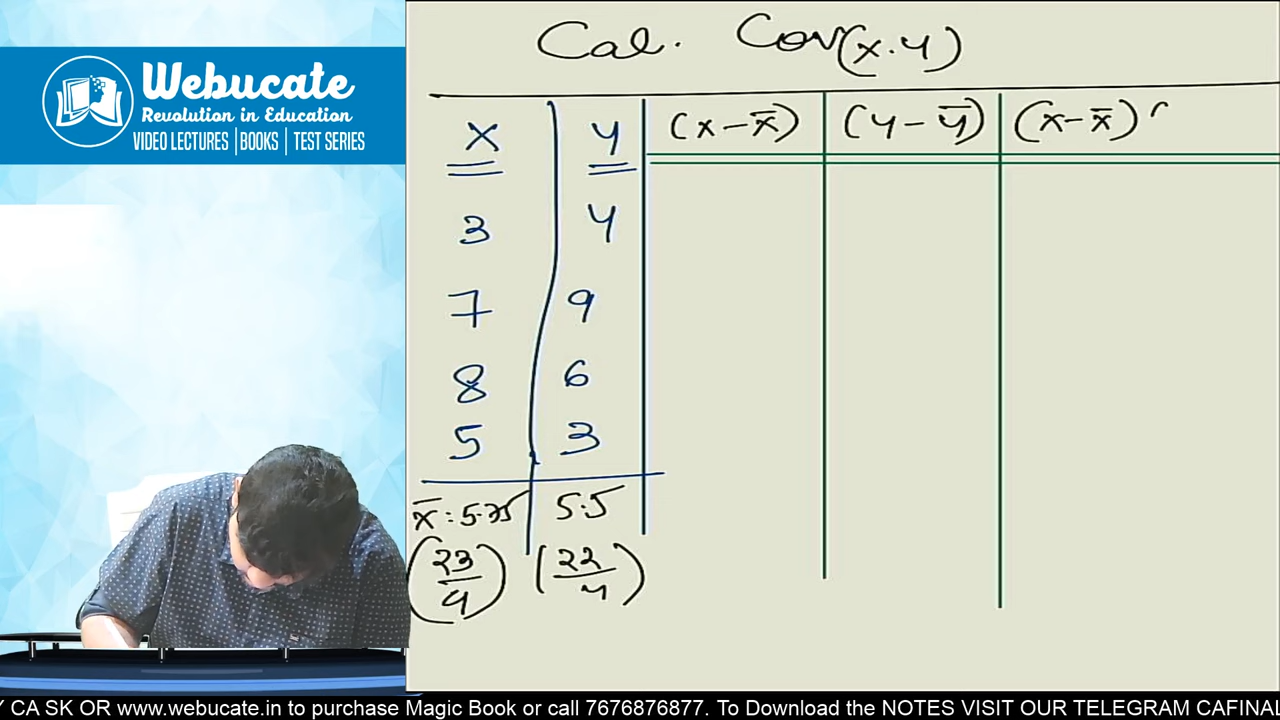 Webucate
Revolution in Education
VIDEO LECTURES | BOOKS | TEST SERIES
Cal. Cov(x.y)
x y (x-x̄) (y-ȳ) (x-x̄) (
3 4
7 9
8 6
5 3
x̄ : 5.75 5.5
(23/4) (22/4)
Y CA SK OR www.webucate.in to purchase Magic Book or call 7676876877. To Download the NOTES VISIT OUR TELEGRAM CAFINAL